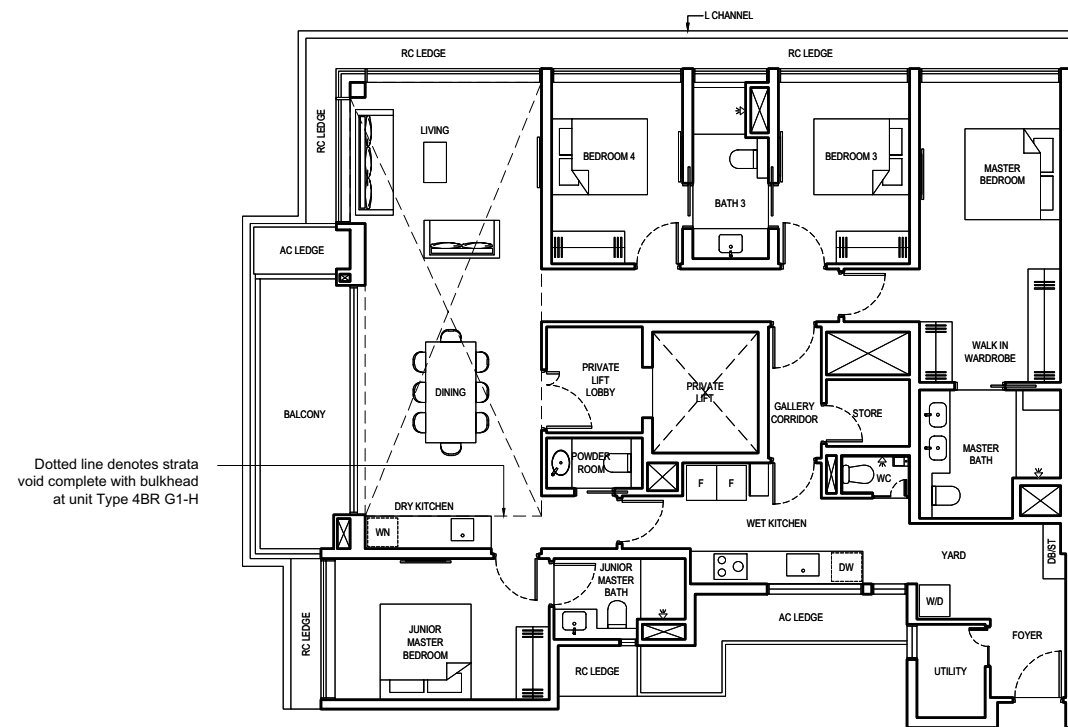 L CHANNEL
RC LEDGE
RC LEDGE
RC LEDGE
LIVING
BEDROOM 4
BATH 3
BEDROOM 3
MASTER
BEDROOM
AC LEDGE
WALK IN
WARDROBE
PRIVATE
LIFT
LOBBY
PRIVATE
LIFT
DINING
GALLERY
CORRIDOR
STORE
BALCONY
MASTER
BATH
POWDER
ROOM
WC
Dotted line denotes strata
void complete with bulkhead
at unit Type 4BR G1-H
F
F
DRY KITCHEN
WN
WET KITCHEN
YARD
DB/ST
JUNIOR
MASTER
BATH
DW
W/D
RC LEDGE
JUNIOR
MASTER
BEDROOM
AC LEDGE
FOYER
RC LEDGE
UTILITY